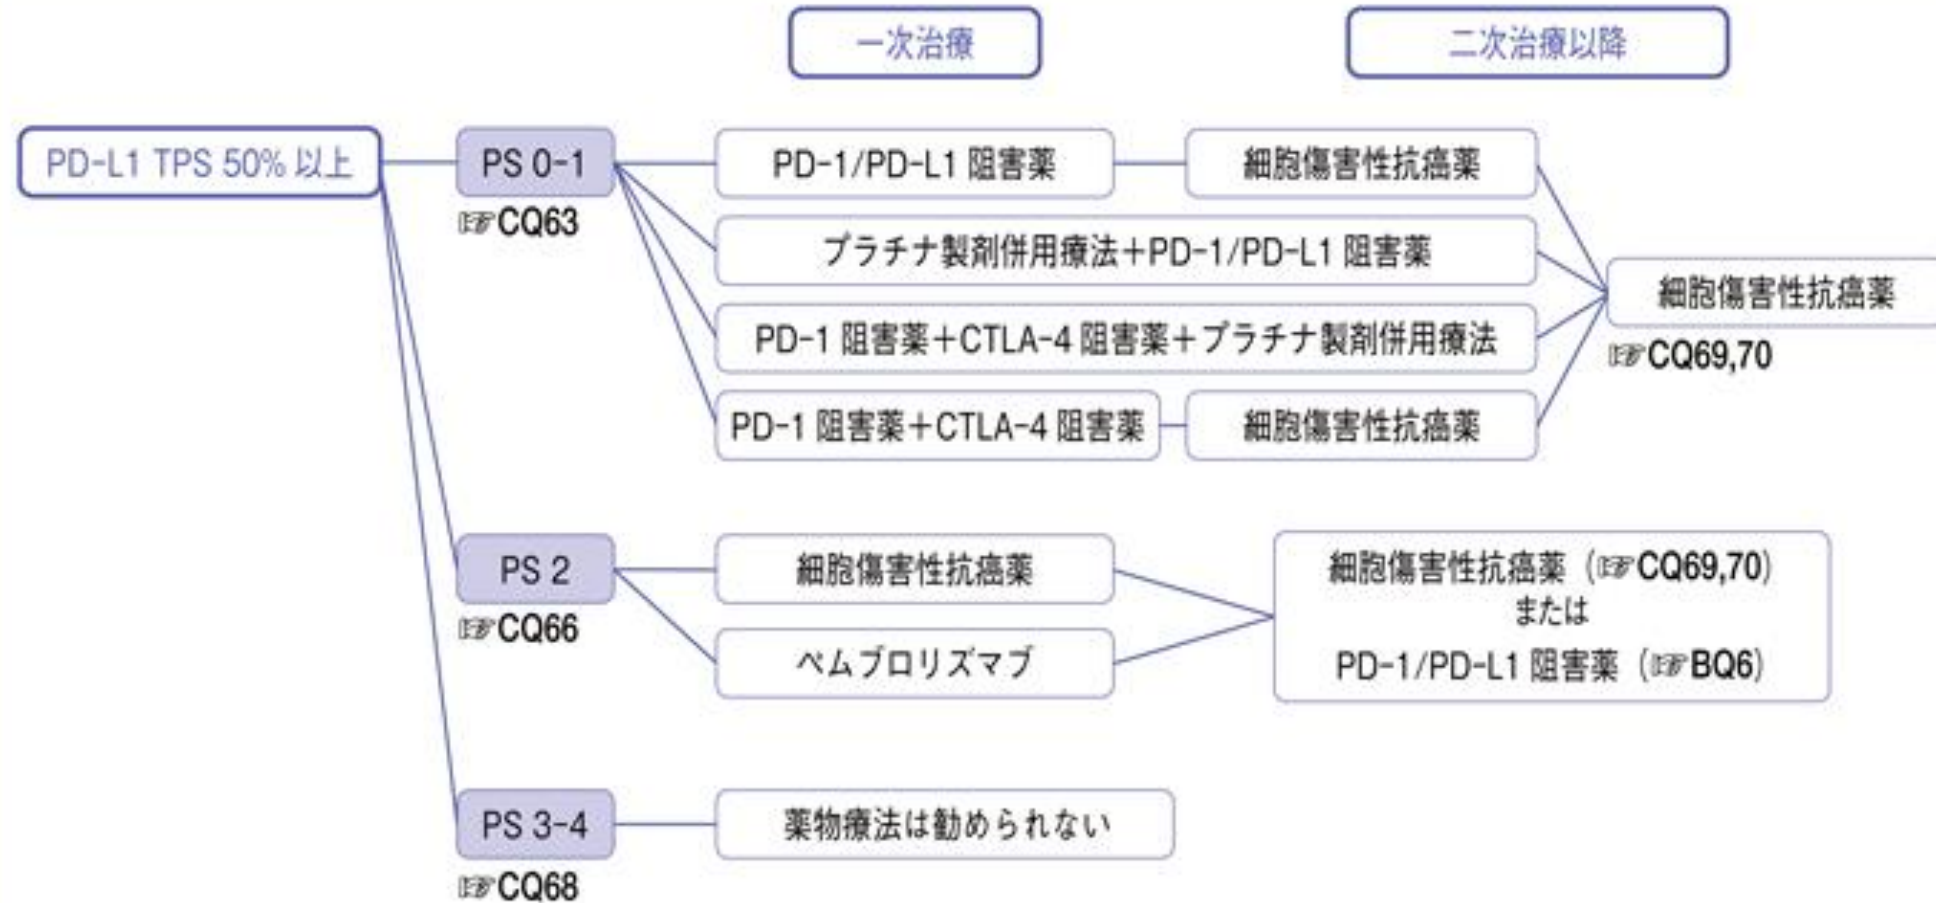 一次治療
二次治療以降
PD-L1 TPS 50% 以上
PS 0-1
☞CQ63
PD-1/PD-L1 阻害薬
細胞傷害性抗癌薬
プラチナ製剤併用療法+PD-1/PD-L1 阻害薬
PD-1 阻害薬+CTLA-4 阻害薬+プラチナ製剤併用療法
PD-1 阻害薬+CTLA-4 阻害薬
細胞傷害性抗癌薬
細胞傷害性抗癌薬
☞CQ69,70
PS 2
☞CQ66
細胞傷害性抗癌薬
ペムブロリズマブ
細胞傷害性抗癌薬(☞CQ69,70)
または
PD-1/PD-L1 阻害薬(☞BQ6)
PS 3-4
☞CQ68
薬物療法は勧められない